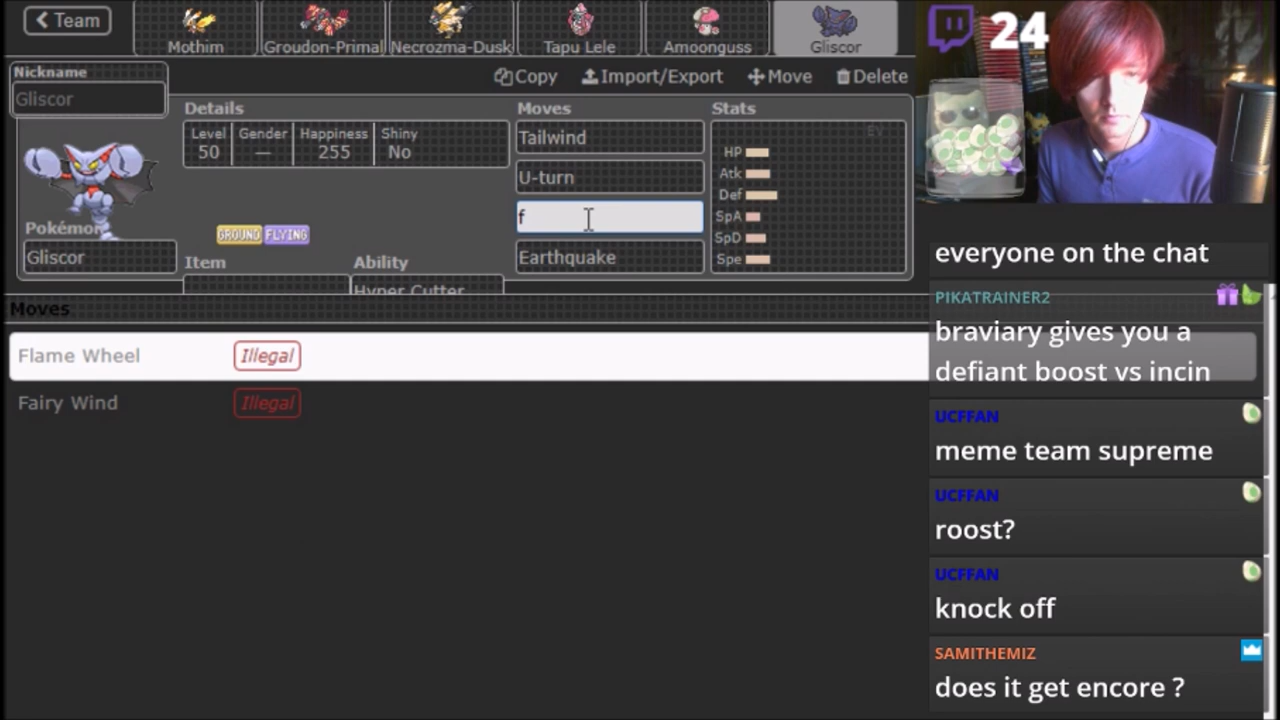 Team
Mothim
Groudon-Primal
Necrozma-Dusk
Tapu Lele
Amoonguss
Gliscor
24
Nickname
Gliscor
Copy
Import/Export
Move
Delete
Details
Moves
Stats
Level
50
Gender
—
Happiness
255
Shiny
No
Tailwind
U-turn
f
Earthquake
EV
HP
Atk
Def
SpA
SpD
Spe
Pokémon
Gliscor
GROUND FLYING
Item
Ability
Hyper Cutter
Moves
Flame Wheel Illegal
Fairy Wind Illegal
everyone on the chat
PIKATRAINER2
braviary gives you a
defiant boost vs incin
UCFFAN
meme team supreme
UCFFAN
roost?
UCFFAN
knock off
SAMITHEMIZ
does it get encore ?